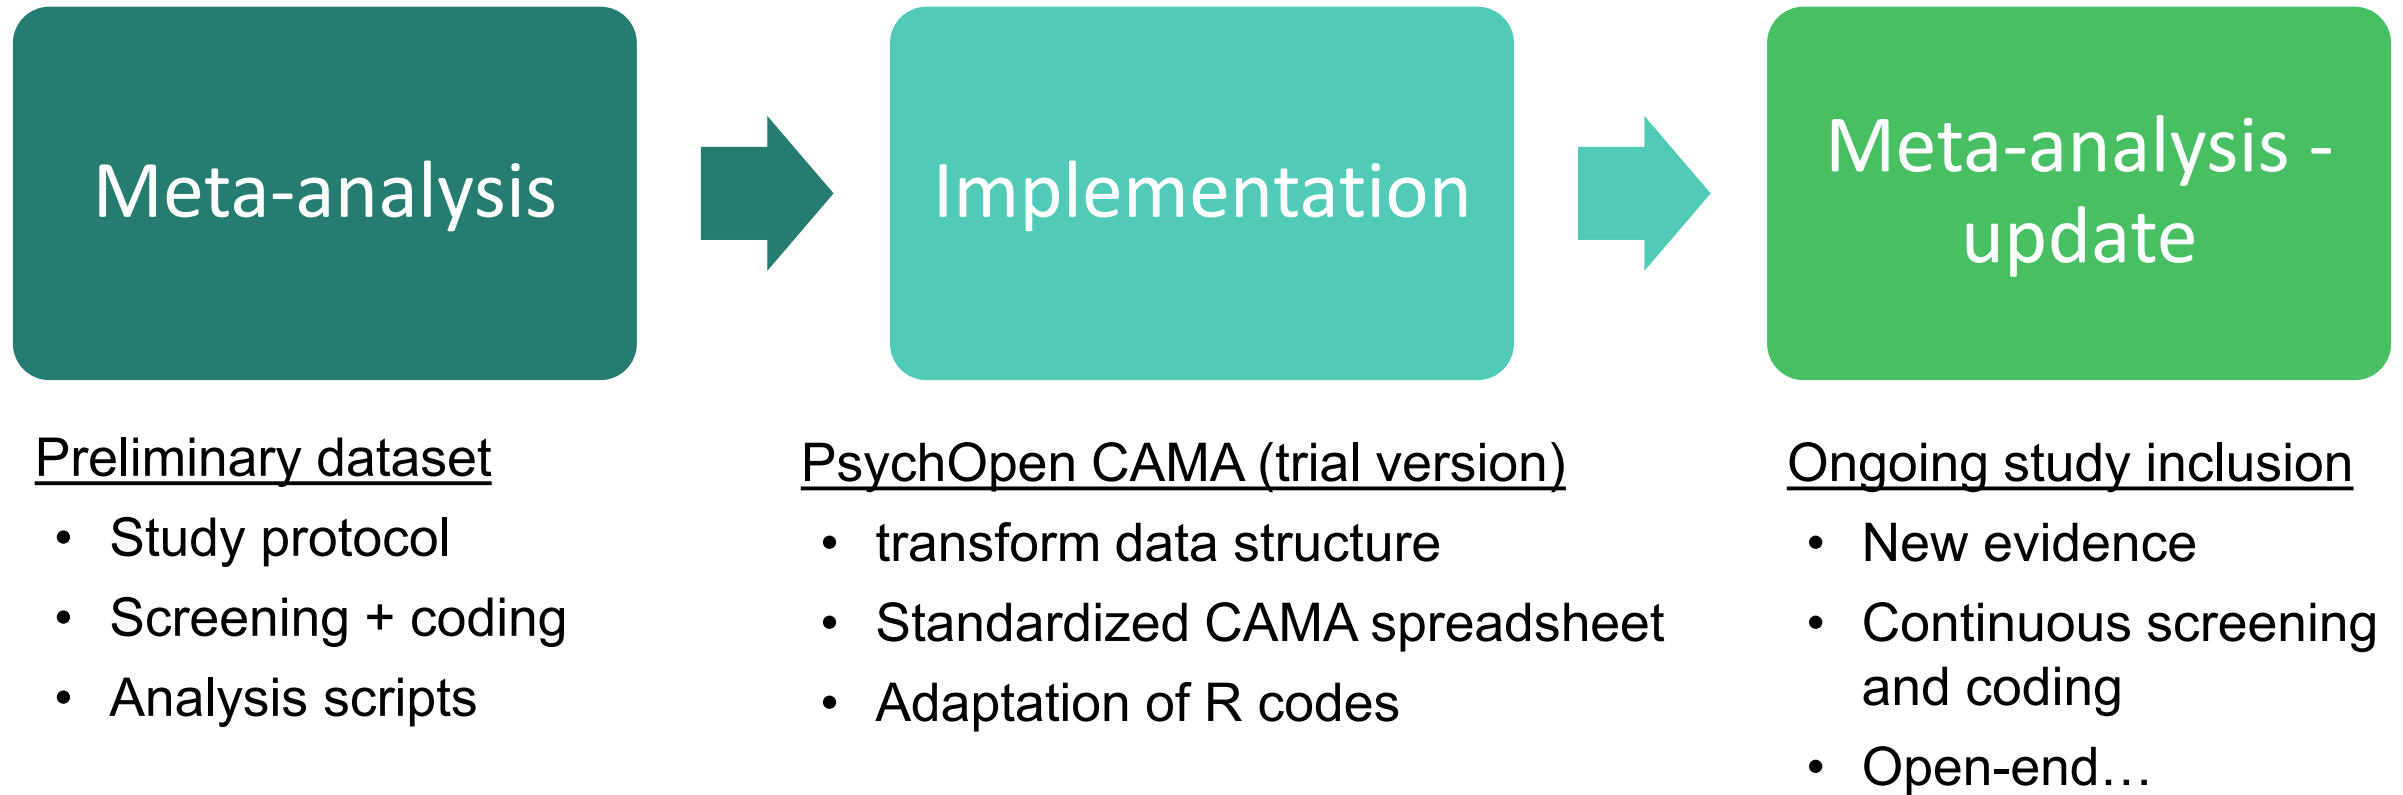 Meta-analysis
Implementation
Meta-analysis -
update
Preliminary dataset
• Study protocol
• Screening + coding
• Analysis scripts
PsychOpen CAMA (trial version)
• transform data structure
• Standardized CAMA spreadsheet
• Adaptation of R codes
Ongoing study inclusion
• New evidence
• Continuous screening
and coding
• Open-end…